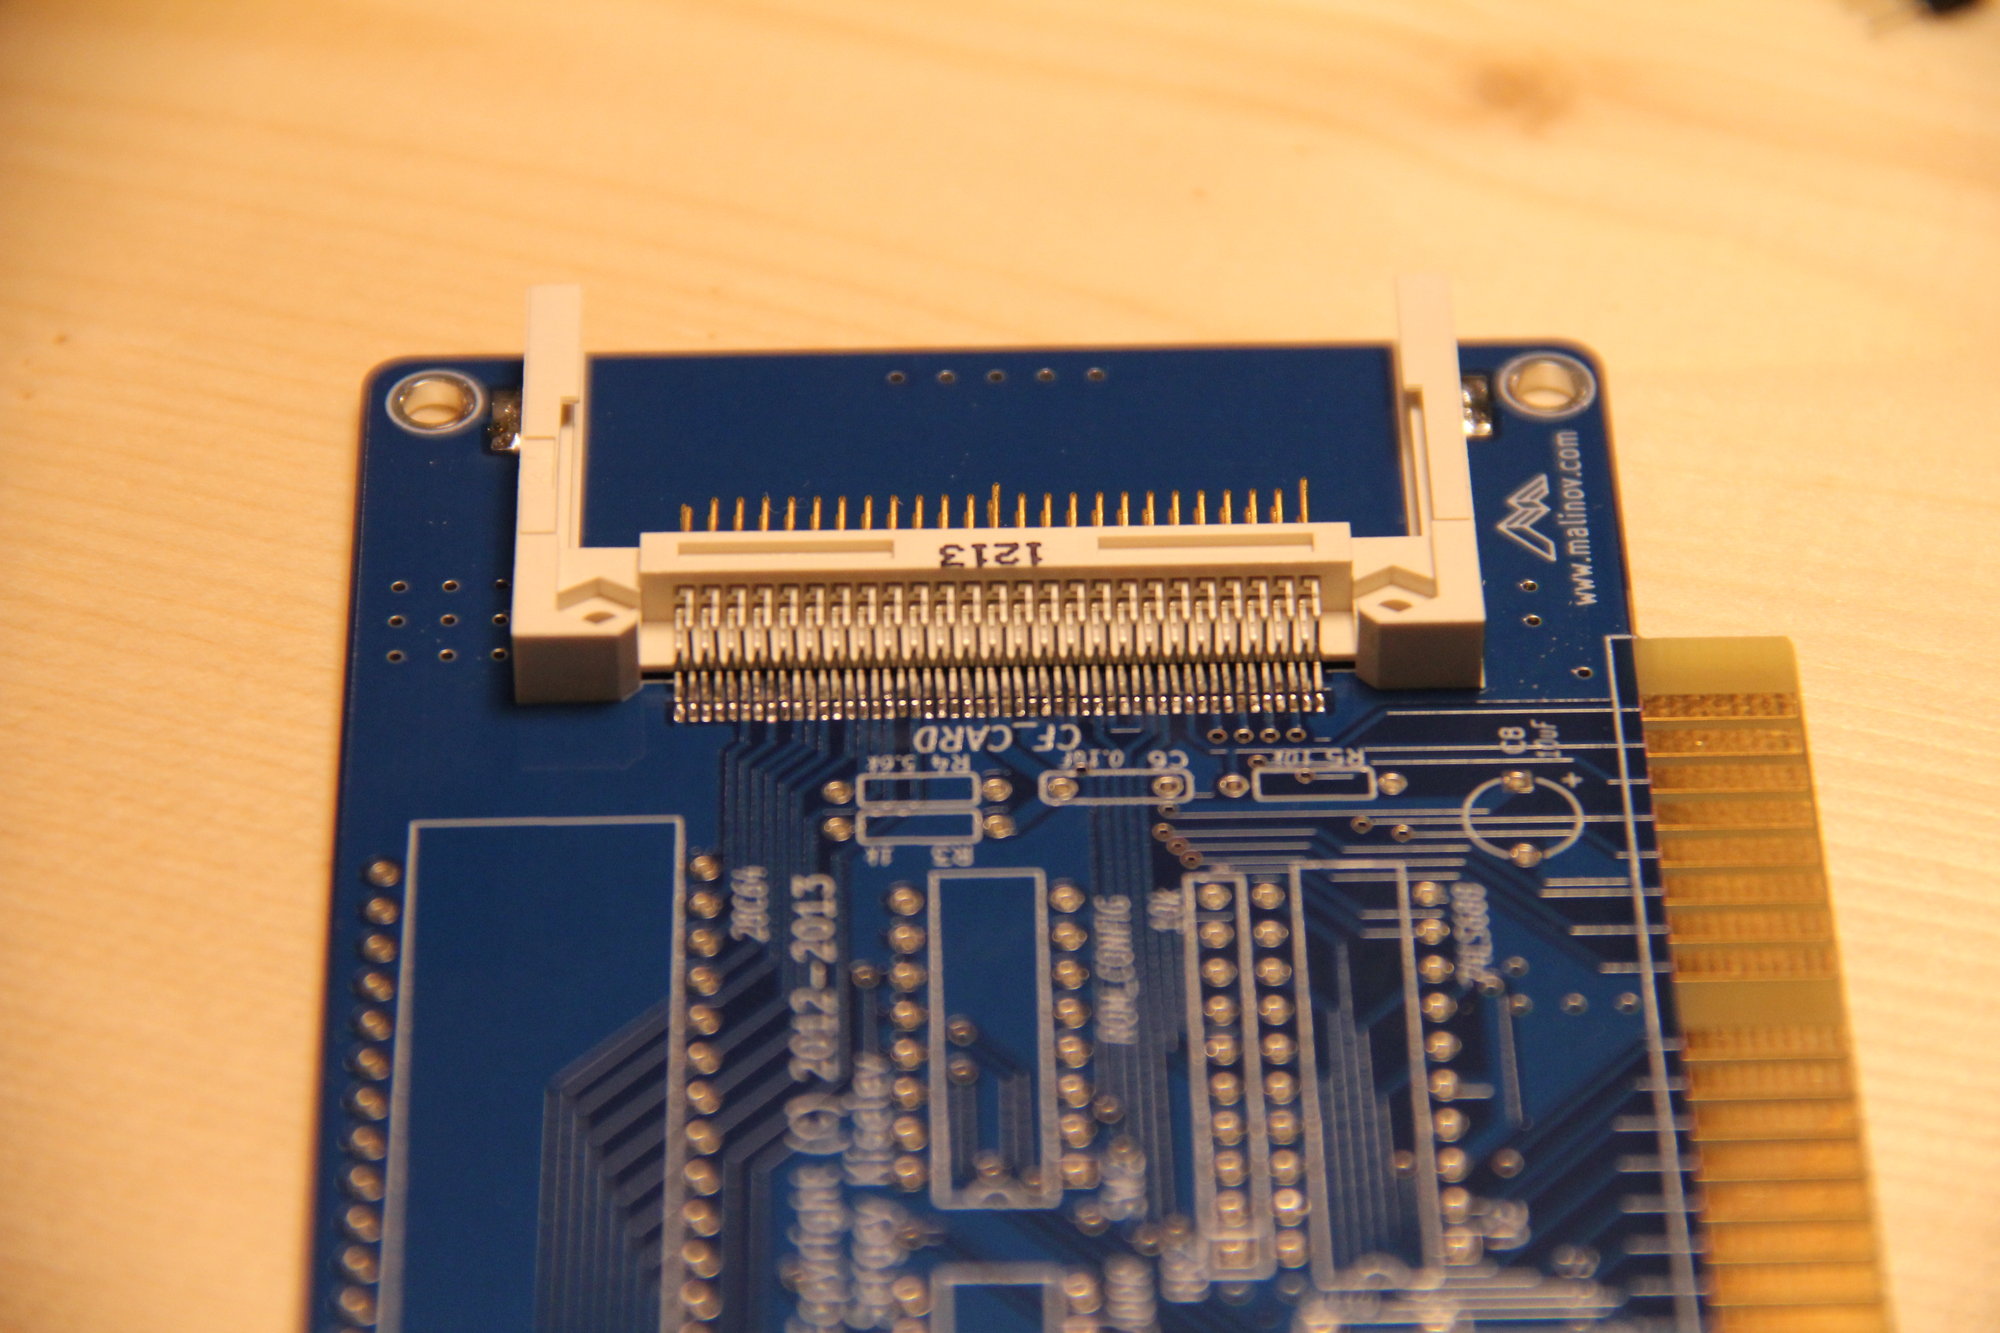 1213
CF_CARD
R4 5.6k
C6 0.1uF
R5 10k
1k R3
C8
10uF
+
www.malinov.com
28C64
Copyright (C) 2012-2013
Sergey Kiselev
ROM_CONFIG
10k
74LS688
SW2